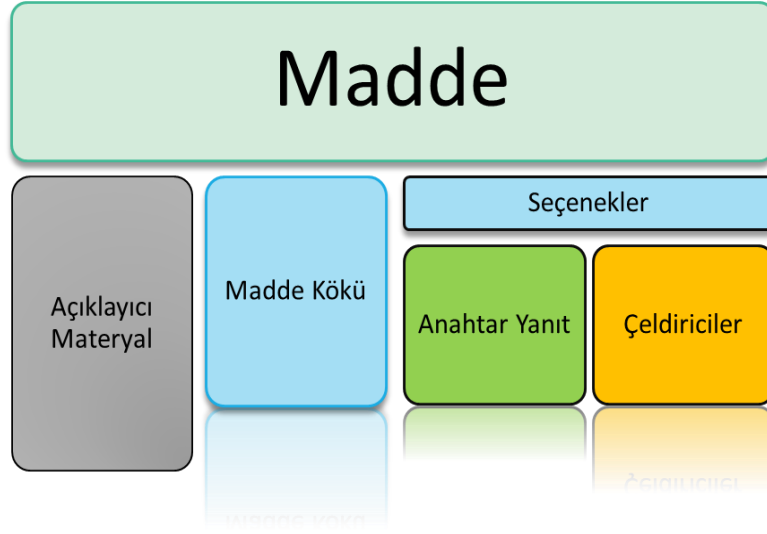 Madde
Açıklayıcı
Materyal
Madde Kökü
Seçenekler
Anahtar Yanıt
Çeldiriciler